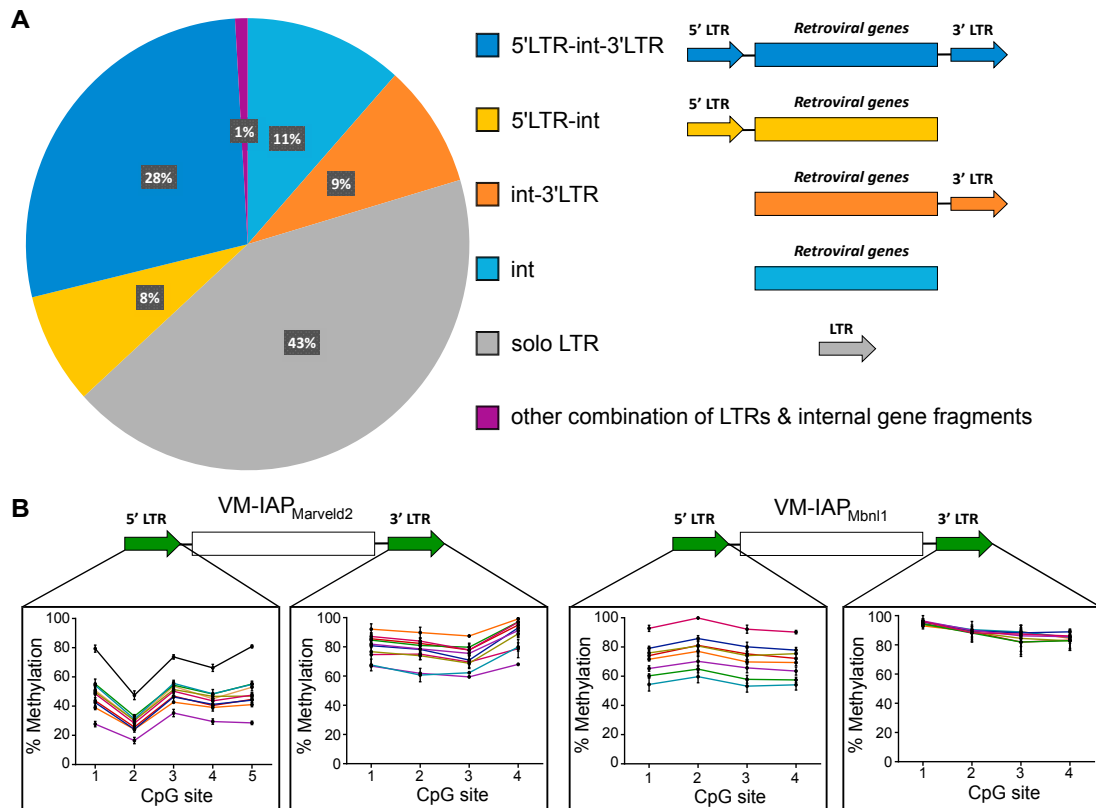 A
1%
11%
28%
9%
8%
43%
5'LTR-int-3'LTR
5'LTR-int
int-3'LTR
int
solo LTR
other combination of LTRs & internal gene fragments
5' LTR Retroviral genes 3' LTR
5' LTR Retroviral genes
Retroviral genes 3' LTR
Retroviral genes
LTR
B
VM-IAPMarveld2
5' LTR 3' LTR
VM-IAPMbnl1
5' LTR 3' LTR
% Methylation
100
80
60
40
20
0
1 2 3 4 5
CpG site
% Methylation
100
80
60
40
20
0
1 2 3 4
CpG site
% Methylation
100
80
60
40
20
0
1 2 3 4
CpG site
% Methylation
100
80
60
40
20
0
1 2 3 4
CpG site